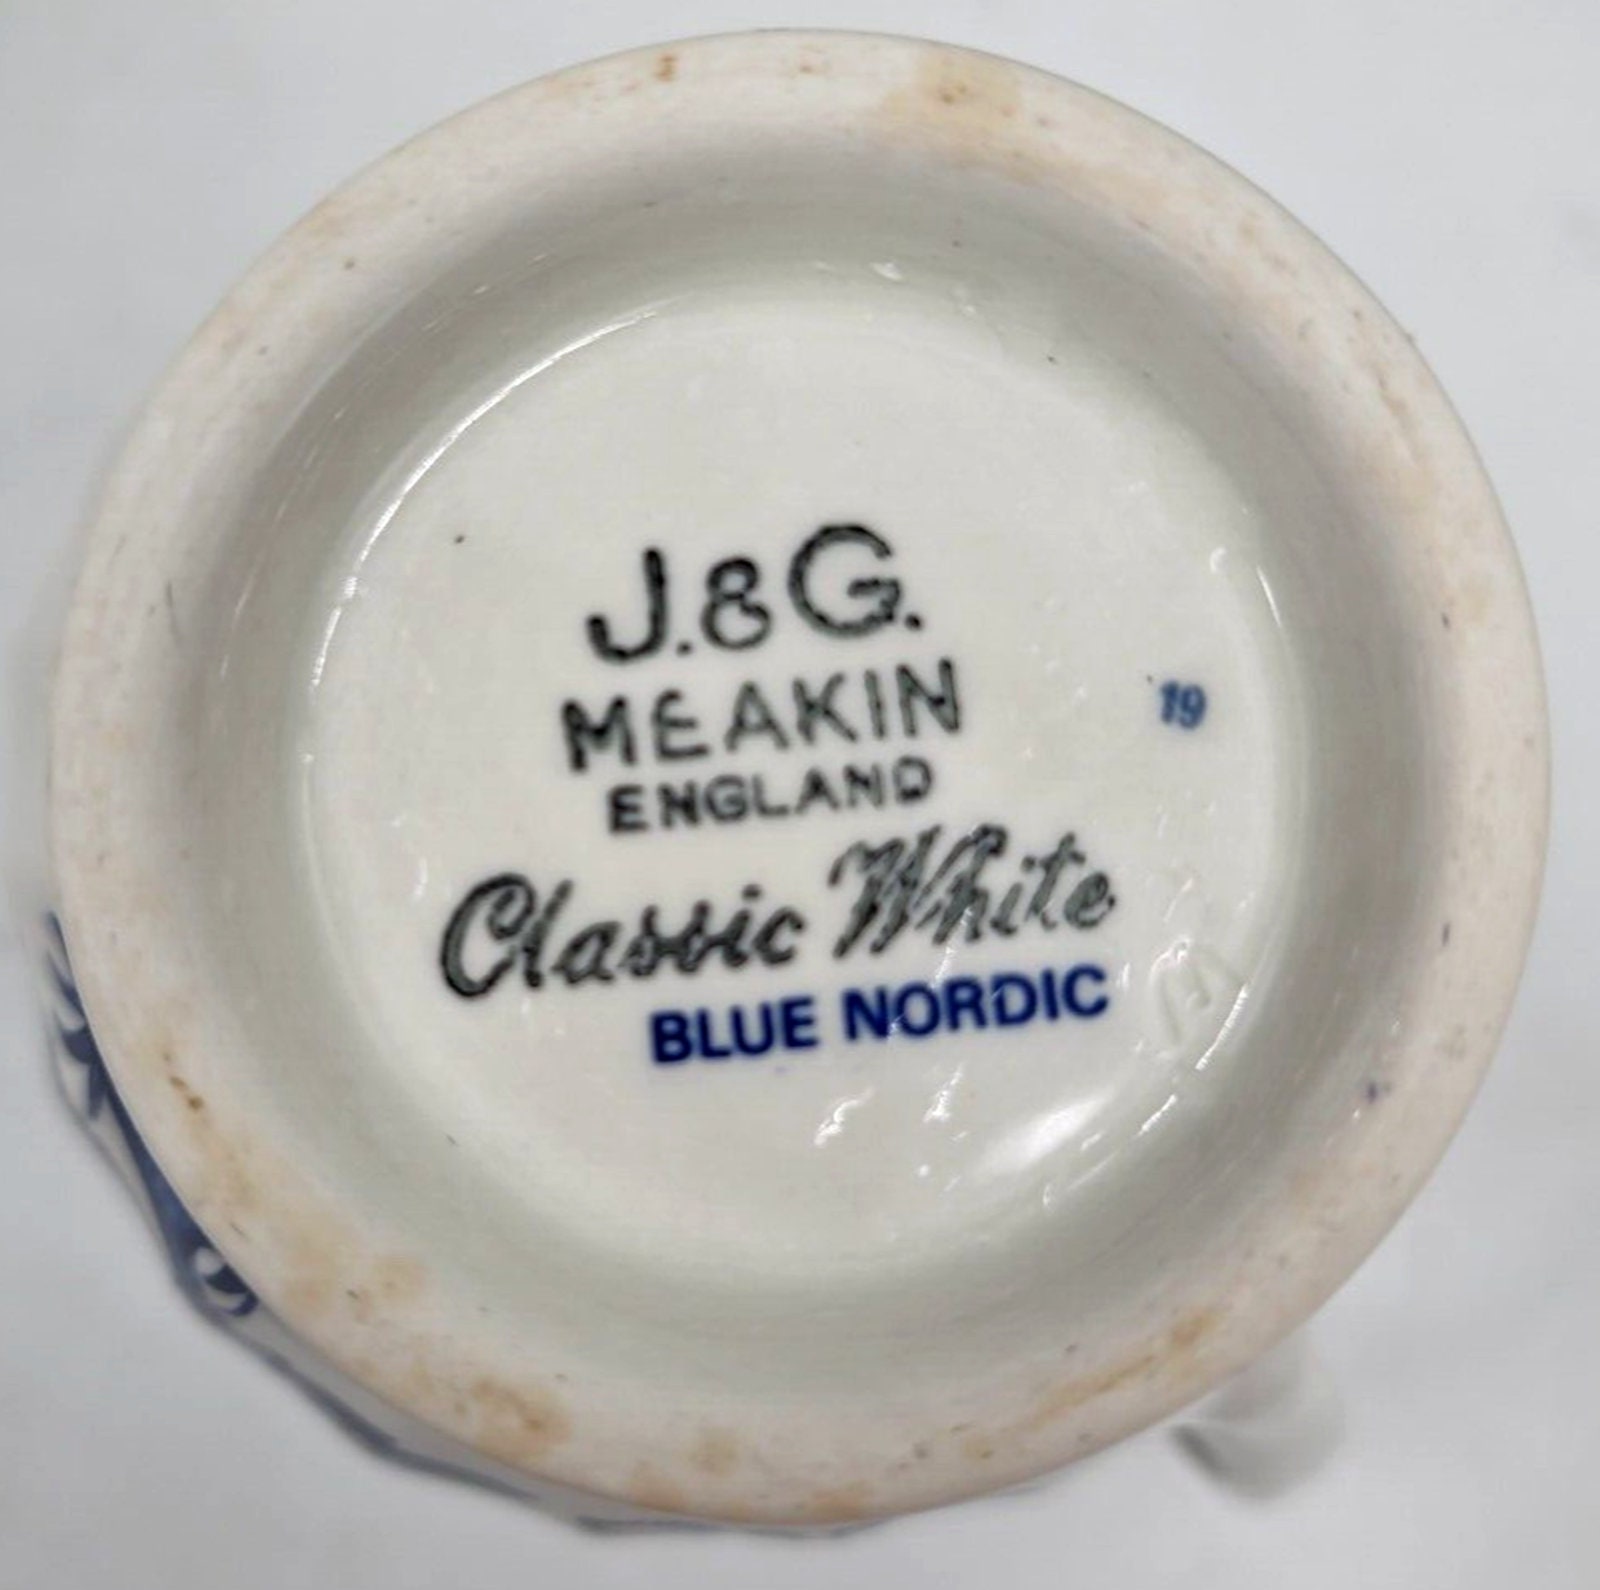 J.&G.
MEAKIN
ENGLAND
Classic White
BLUE NORDIC
19